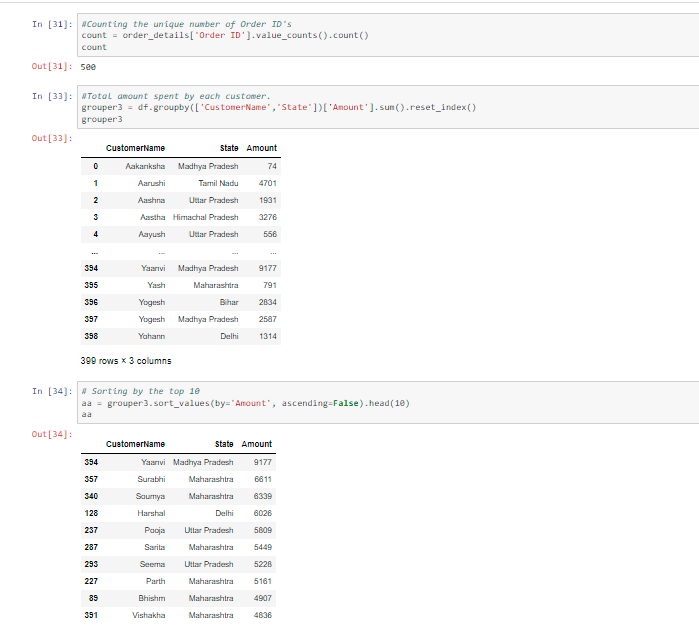 In [31]: #Counting the unique number of Order ID's
count = order_details['Order ID'].value_counts().count()
count
Out[31]: 500
In [33]: #Total amount spent by each customer.
grouper3 = df.groupby(['CustomerName','State'])['Amount'].sum().reset_index()
grouper3
Out[33]:
CustomerName State Amount
0 Aakanksha Madhya Pradesh 74
1 Aarushi Tamil Nadu 4701
2 Aashna Uttar Pradesh 1931
3 Aastha Himachal Pradesh 3276
4 Aayush Uttar Pradesh 556
... ... ... ...
394 Yaanvi Madhya Pradesh 9177
395 Yash Maharashtra 791
396 Yogesh Bihar 2834
397 Yogesh Madhya Pradesh 2587
398 Yohann Delhi 1314
399 rows × 3 columns
In [34]: # Sorting by the top 10
aa = grouper3.sort_values(by='Amount', ascending=False).head(10)
aa
Out[34]:
CustomerName State Amount
394 Yaanvi Madhya Pradesh 9177
357 Surabhi Maharashtra 6611
340 Soumya Maharashtra 6339
128 Harshal Delhi 6026
237 Pooja Uttar Pradesh 5809
287 Sarita Maharashtra 5449
293 Seema Uttar Pradesh 5228
227 Parth Maharashtra 5161
89 Bhishm Maharashtra 4907
391 Vishakha Maharashtra 4836